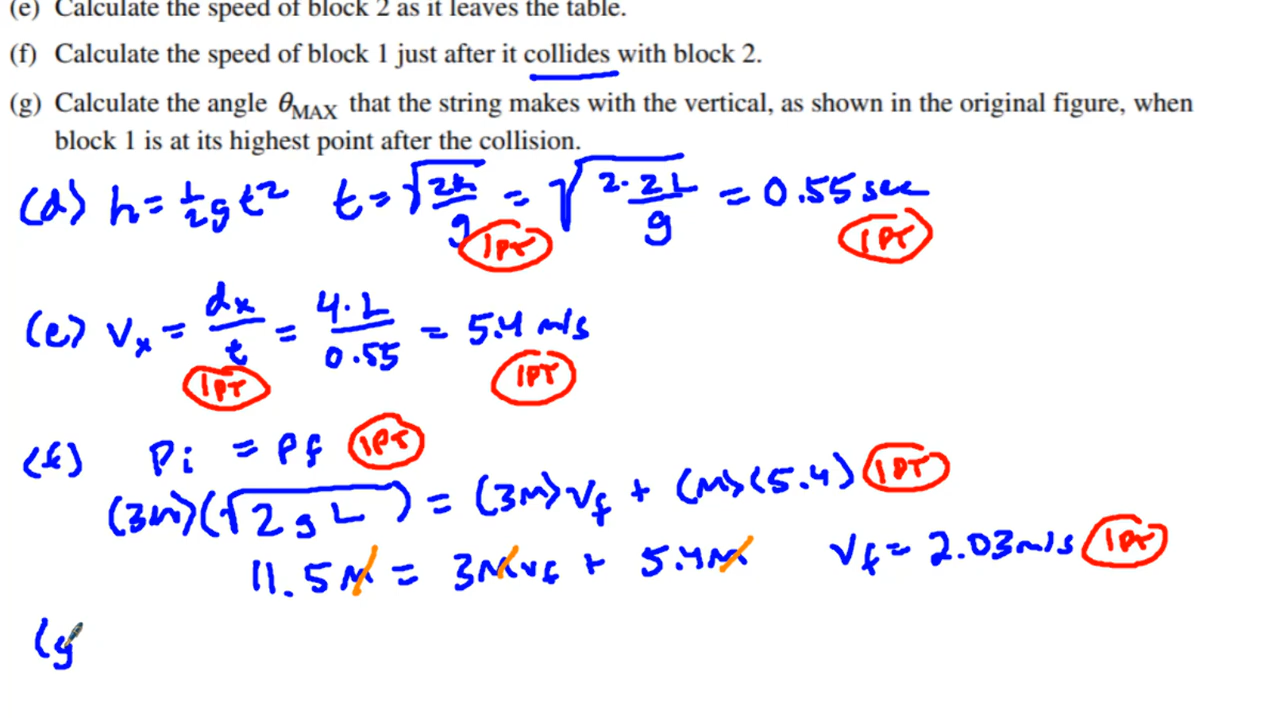 (e) Calculate the speed of block 2 as it leaves the table.
(f) Calculate the speed of block 1 just after it collides with block 2.
(g) Calculate the angle θMAX that the string makes with the vertical, as shown in the original figure, when
block 1 is at its highest point after the collision.
(d) h = 1/2 g t² t = √(2h/g) = √(2·2L/g) = 0.55 sec
1PT 1PT
(e) Vx = dx/t = 4·L/0.55 = 5.4 m/s
1PT 1PT
(f) Pi = Pf 1PT
(3m)(√2gL) = (3m)Vf + (m)(5.4) 1PT
11.5M = 3MVf + 5.4M Vf = 2.03 m/s 1PT
(g